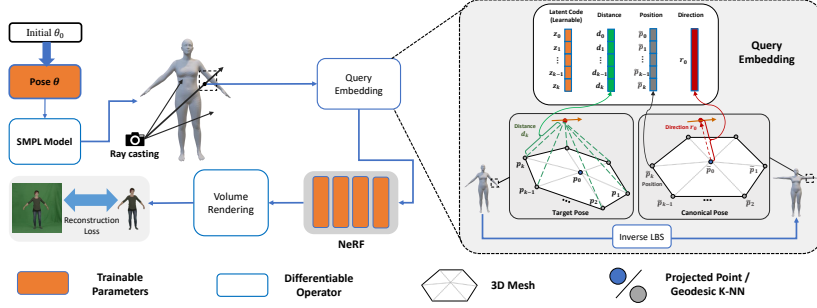 Initial θ₀
Pose θ
SMPL Model
Ray casting
Query
Embedding
NeRF
Volume
Rendering
Reconstruction
Loss
Latent Code
(Learnable)
Distance
Position
Direction
z₀ d₀ p̅₀
z₁ d₁ p̅₁
⋮ ⋮ ⋮
zₖ₋₁ dₖ₋₁ p̅ₖ₋₁
zₖ dₖ p̅ₖ
r₀
Query
Embedding
Distance
dₖ
pₖ
pₖ₋₁
p₀
p₁
p₂
...
Target Pose
Direction r₀
p̅ₖ
Position
p̅₀
p̅₁
p̅ₖ₋₁
p̅₂
...
Canonical Pose
Inverse LBS
Trainable
Parameters
Differentiable
Operator
3D Mesh
Projected Point /
Geodesic K-NN